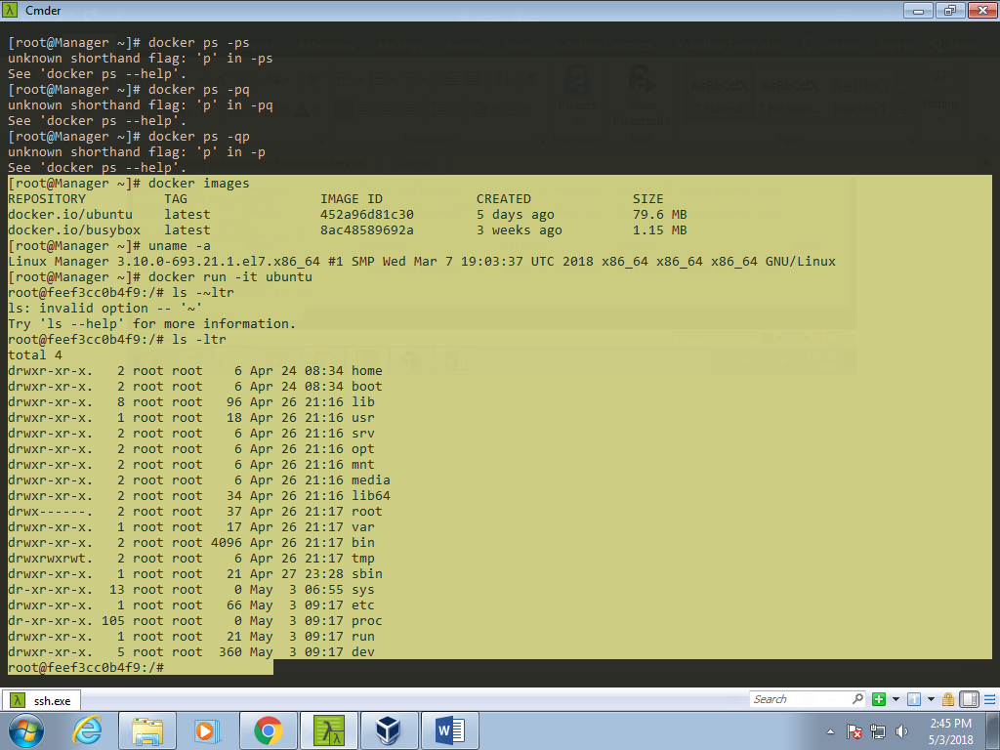 Cmder
[root@Manager ~]# docker ps -ps
unknown shorthand flag: 'p' in -ps
See 'docker ps --help'.
[root@Manager ~]# docker ps -pq
unknown shorthand flag: 'p' in -pq
See 'docker ps --help'.
[root@Manager ~]# docker ps -qp
unknown shorthand flag: 'p' in -p
See 'docker ps --help'.
[root@Manager ~]# docker images
REPOSITORY          TAG                 IMAGE ID            CREATED             SIZE
docker.io/ubuntu    latest              452a96d81c30        5 days ago          79.6 MB
docker.io/busybox   latest              8ac48589692a        3 weeks ago         1.15 MB
[root@Manager ~]# uname -a
Linux Manager 3.10.0-693.21.1.el7.x86_64 #1 SMP Wed Mar 7 19:03:37 UTC 2018 x86_64 x86_64 x86_64 GNU/Linux
[root@Manager ~]# docker run -it ubuntu
root@feef3cc0b4f9:/# ls -~ltr
ls: invalid option -- '~'
Try 'ls --help' for more information.
root@feef3cc0b4f9:/# ls -ltr
total 4
drwxr-xr-x.   2 root root    6 Apr 24 08:34 home
drwxr-xr-x.   2 root root    6 Apr 24 08:34 boot
drwxr-xr-x.   8 root root   96 Apr 26 21:16 lib
drwxr-xr-x.   1 root root   18 Apr 26 21:16 usr
drwxr-xr-x.   2 root root    6 Apr 26 21:16 srv
drwxr-xr-x.   2 root root    6 Apr 26 21:16 opt
drwxr-xr-x.   2 root root    6 Apr 26 21:16 mnt
drwxr-xr-x.   2 root root    6 Apr 26 21:16 media
drwxr-xr-x.   2 root root   34 Apr 26 21:16 lib64
drwx------.   2 root root   37 Apr 26 21:17 root
drwxr-xr-x.   1 root root   17 Apr 26 21:17 var
drwxr-xr-x.   2 root root 4096 Apr 26 21:17 bin
drwxrwxrwt.   2 root root    6 Apr 26 21:17 tmp
drwxr-xr-x.   1 root root   21 Apr 27 23:28 sbin
dr-xr-xr-x.  13 root root    0 May  3 06:55 sys
drwxr-xr-x.   1 root root   66 May  3 09:17 etc
dr-xr-xr-x. 105 root root    0 May  3 09:17 proc
drwxr-xr-x.   1 root root   21 May  3 09:17 run
drwxr-xr-x.   5 root root  360 May  3 09:17 dev
root@feef3cc0b4f9:/#
ssh.exe
Search
2:45 PM
5/3/2018